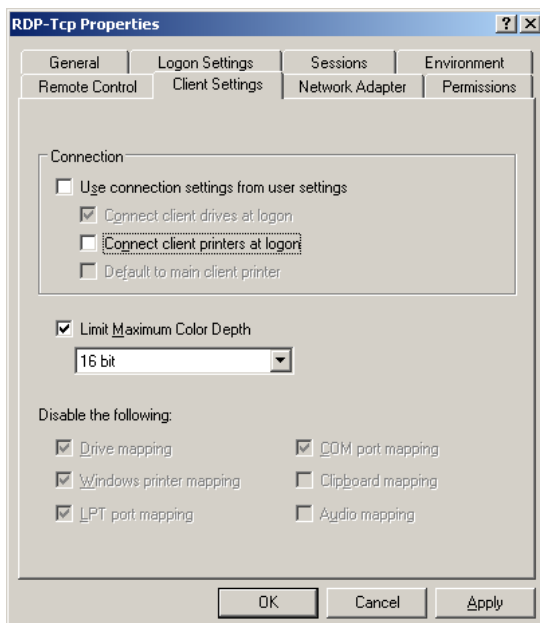 RDP-Tcp Properties
General Logon Settings Sessions Environment
Remote Control Client Settings Network Adapter Permissions
Connection
Use connection settings from user settings
Connect client drives at logon
Connect client printers at logon
Default to main client printer
Limit Maximum Color Depth
16 bit
Disable the following:
Drive mapping COM port mapping
Windows printer mapping Clipboard mapping
LPT port mapping Audio mapping
OK Cancel Apply